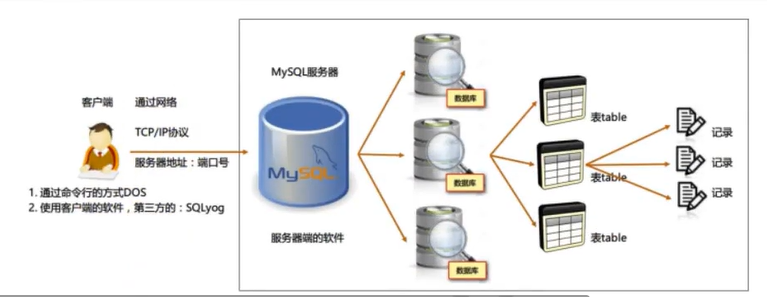 客户端
通过网络
TCP/IP协议
服务器地址：端口号
1. 通过命令行的方式DOS
2. 使用客户端的软件，第三方的：SQLyog
MySQL服务器
MySQL
服务器端的软件
数据库
数据库
数据库
表table
表table
表table
记录
记录
记录